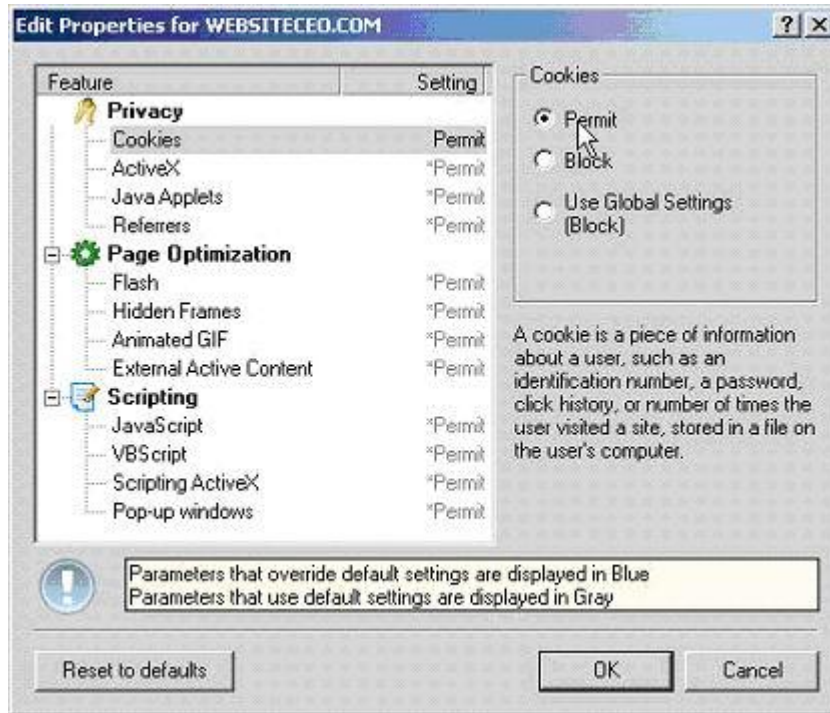 Edit Properties for WEBSITECEO.COM
Feature Setting
Privacy
Cookies Permit
ActiveX *Permit
Java Applets *Permit
Referrers *Permit
Page Optimization
Flash *Permit
Hidden Frames *Permit
Animated GIF *Permit
External Active Content *Permit
Scripting
JavaScript *Permit
VBScript *Permit
Scripting ActiveX *Permit
Pop-up windows *Permit
Cookies
Permit
Block
Use Global Settings
(Block)
A cookie is a piece of information
about a user, such as an
identification number, a password,
click history, or number of times the
user visited a site, stored in a file on
the user's computer.
Parameters that override default settings are displayed in Blue
Parameters that use default settings are displayed in Gray
Reset to defaults
OK
Cancel